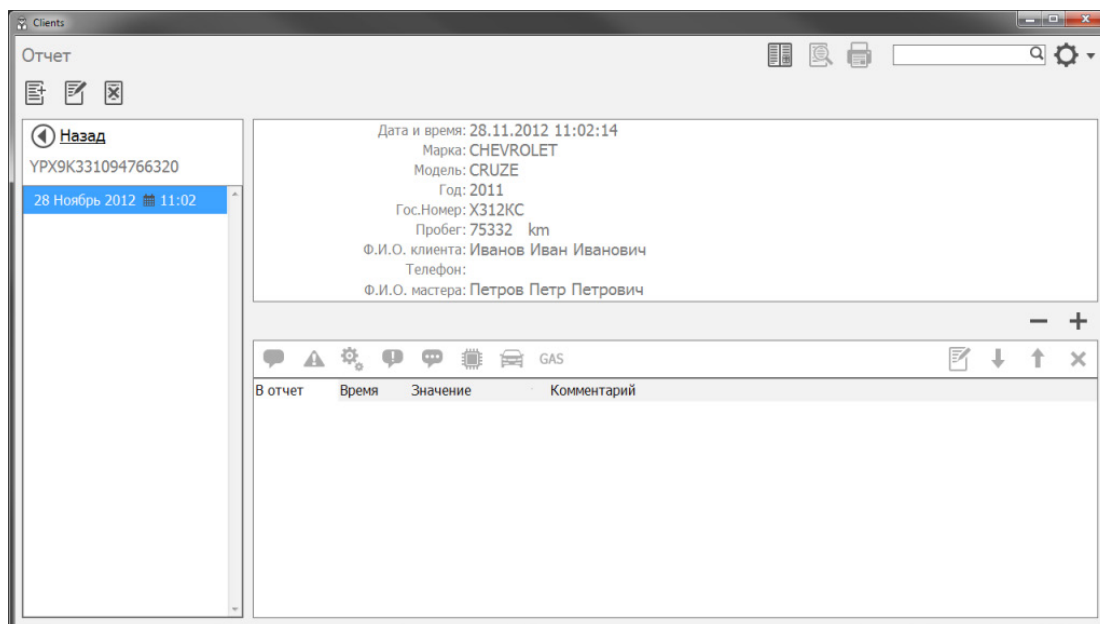 Clients
Отчет
Назад
YPX9K331094766320
28 Ноябрь 2012 11:02
Дата и время: 28.11.2012 11:02:14
Марка: CHEVROLET
Модель: CRUZE
Год: 2011
Гос.Номер: X312KC
Пробег: 75332 km
Ф.И.О. клиента: Иванов Иван Иванович
Телефон:
Ф.И.О. мастера: Петров Петр Петрович
GAS
В отчет Время Значение Комментарий